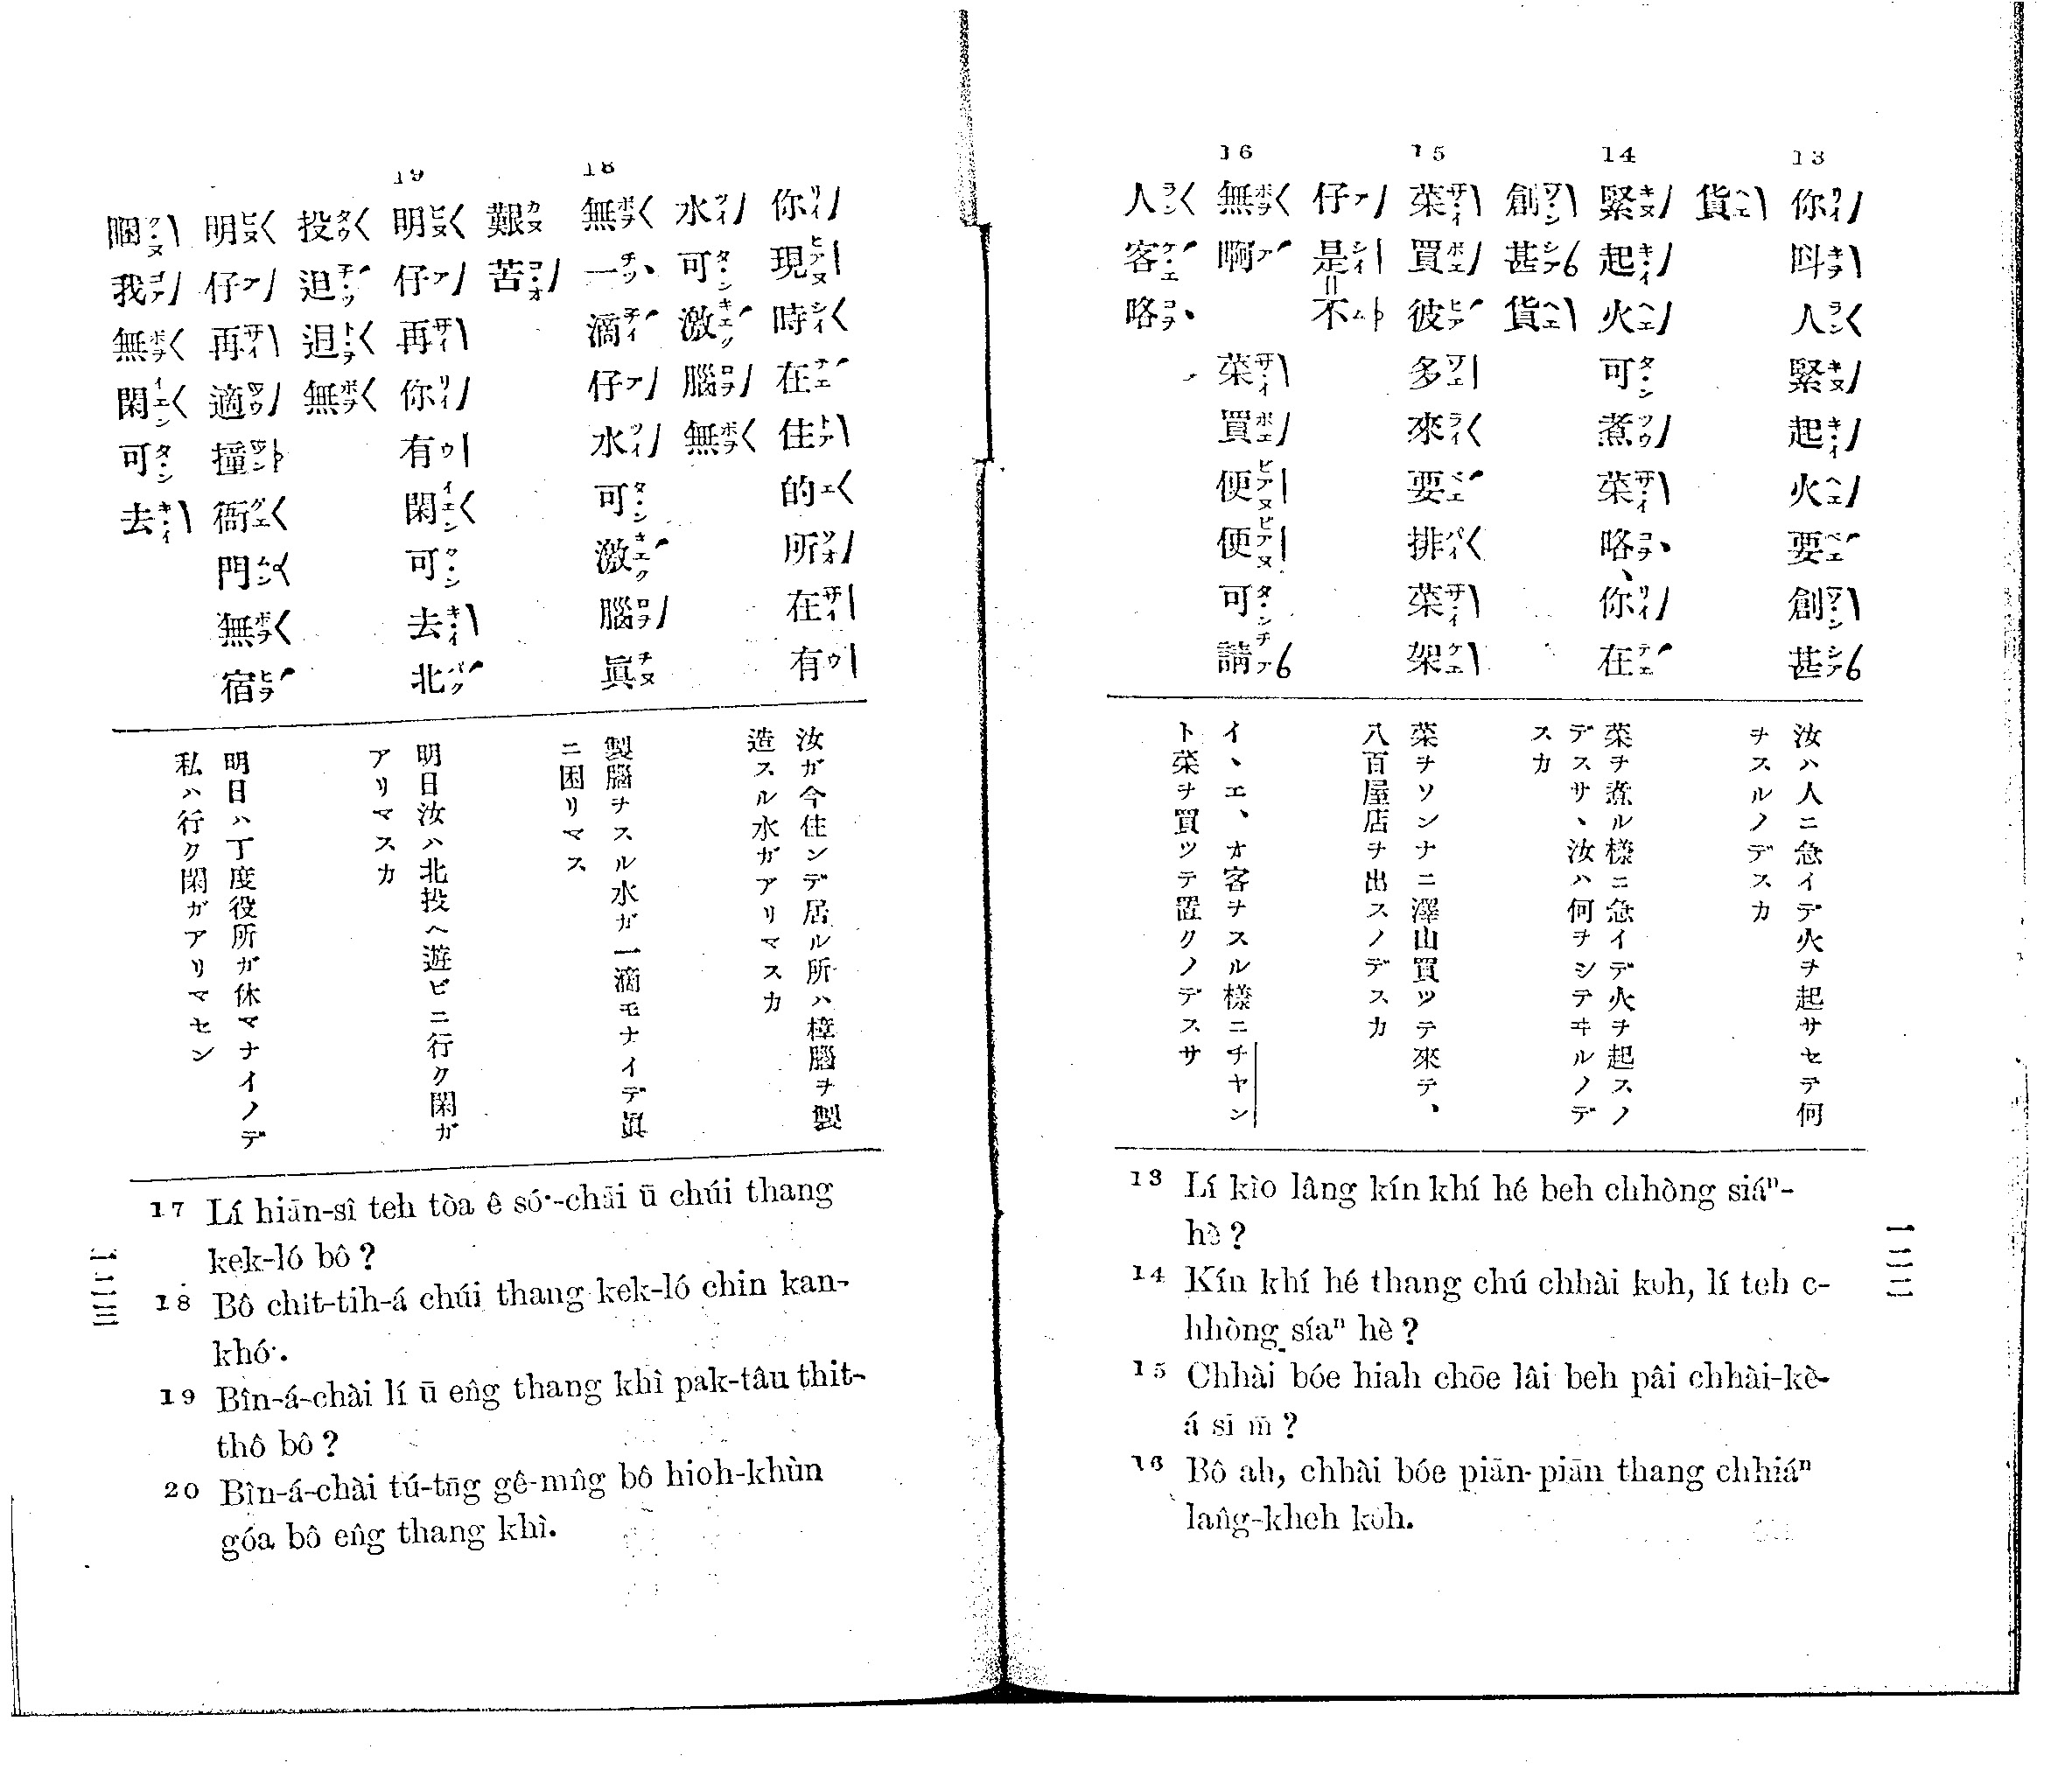 一二二
13
你叫人緊起火要創甚
貨
14
緊起火可煮菜咯、你在
創甚貨
15
菜買彼多來要排菜架
仔是不
16
無啊 菜買便便可請
人客咯
汝ハ人ニ急イデ火ヲ起サセテ何
ヲスルノデスカ
菜ヲ煮ル樣ニ急イデ火ヲ起スノ
デスサ、汝ハ何ヲシテヰルノデ
スカ
菜ヲソンナニ澤山買ツテ來テ、
八百屋店ヲ出スノデスカ
イヽエ、オ客ヲスル樣ニチヤン
ト菜ヲ買ツテ置クノデスサ
13 Lí kìo lâng kín khí hé beh chhòng siáⁿ-
hè ?
14 Kín khí hé thang chú chhài koh, lí teh c-
hhòng síaⁿ hè ?
15 Chhài bóe hiah chōe lâi beh pâi chhài-kè-
á sī m̄ ?
16 Bô ah, chhài bóe piān-piān thang chhiáⁿ
lan̂g-kheh koh.
你現時在住的所在有
水可激腦無
18
無一滴仔水可激腦眞
艱苦
19
明仔再你有閑可去北
投𨑨迌無
明仔再適撞衙門無宿
睏我無閑可去
汝ガ今住ンデ居ル所ハ樟腦ヲ製
造スル水ガアリマスカ
製腦ヲスル水ガ一滴モナイデ眞
ニ困リマス
明日汝ハ北投ヘ遊ビニ行ク閑ガ
アリマスカ
明日ハ丁度役所ガ休マナイノデ
私ハ行ク閑ガアリマセン
17 Lí hiān-sî teh tòa ê só͘-chāi ū chúi thang
kek-ló bô ?
18 Bô chit-tih-á chúi thang kek-ló chin kan-
khó͘.
19 Bîn-á-chài lí ū en̂g thang khì pak-tâu thit-
thô bô ?
20 Bîn-á-chài tú-tn̄g gê-mn̂g bô hioh-khùn
góa bô en̂g thang khì.
一二三